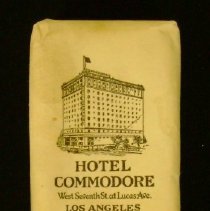 HOTEL
COMMODORE
West Seventh St. at Lucas Ave.
LOS ANGELES